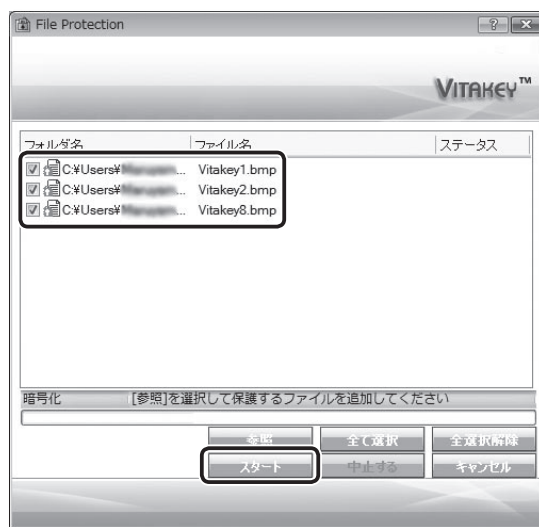 File Protection
VITAKEY™
フォルダ名 ファイル名 ステータス
C:¥Users¥ ... Vitakey1.bmp
C:¥Users¥ ... Vitakey2.bmp
C:¥Users¥ ... Vitakey8.bmp
暗号化 [参照]を選択して保護するファイルを追加してください
参照 全て選択 全選択解除
スタート 中止する キャンセル